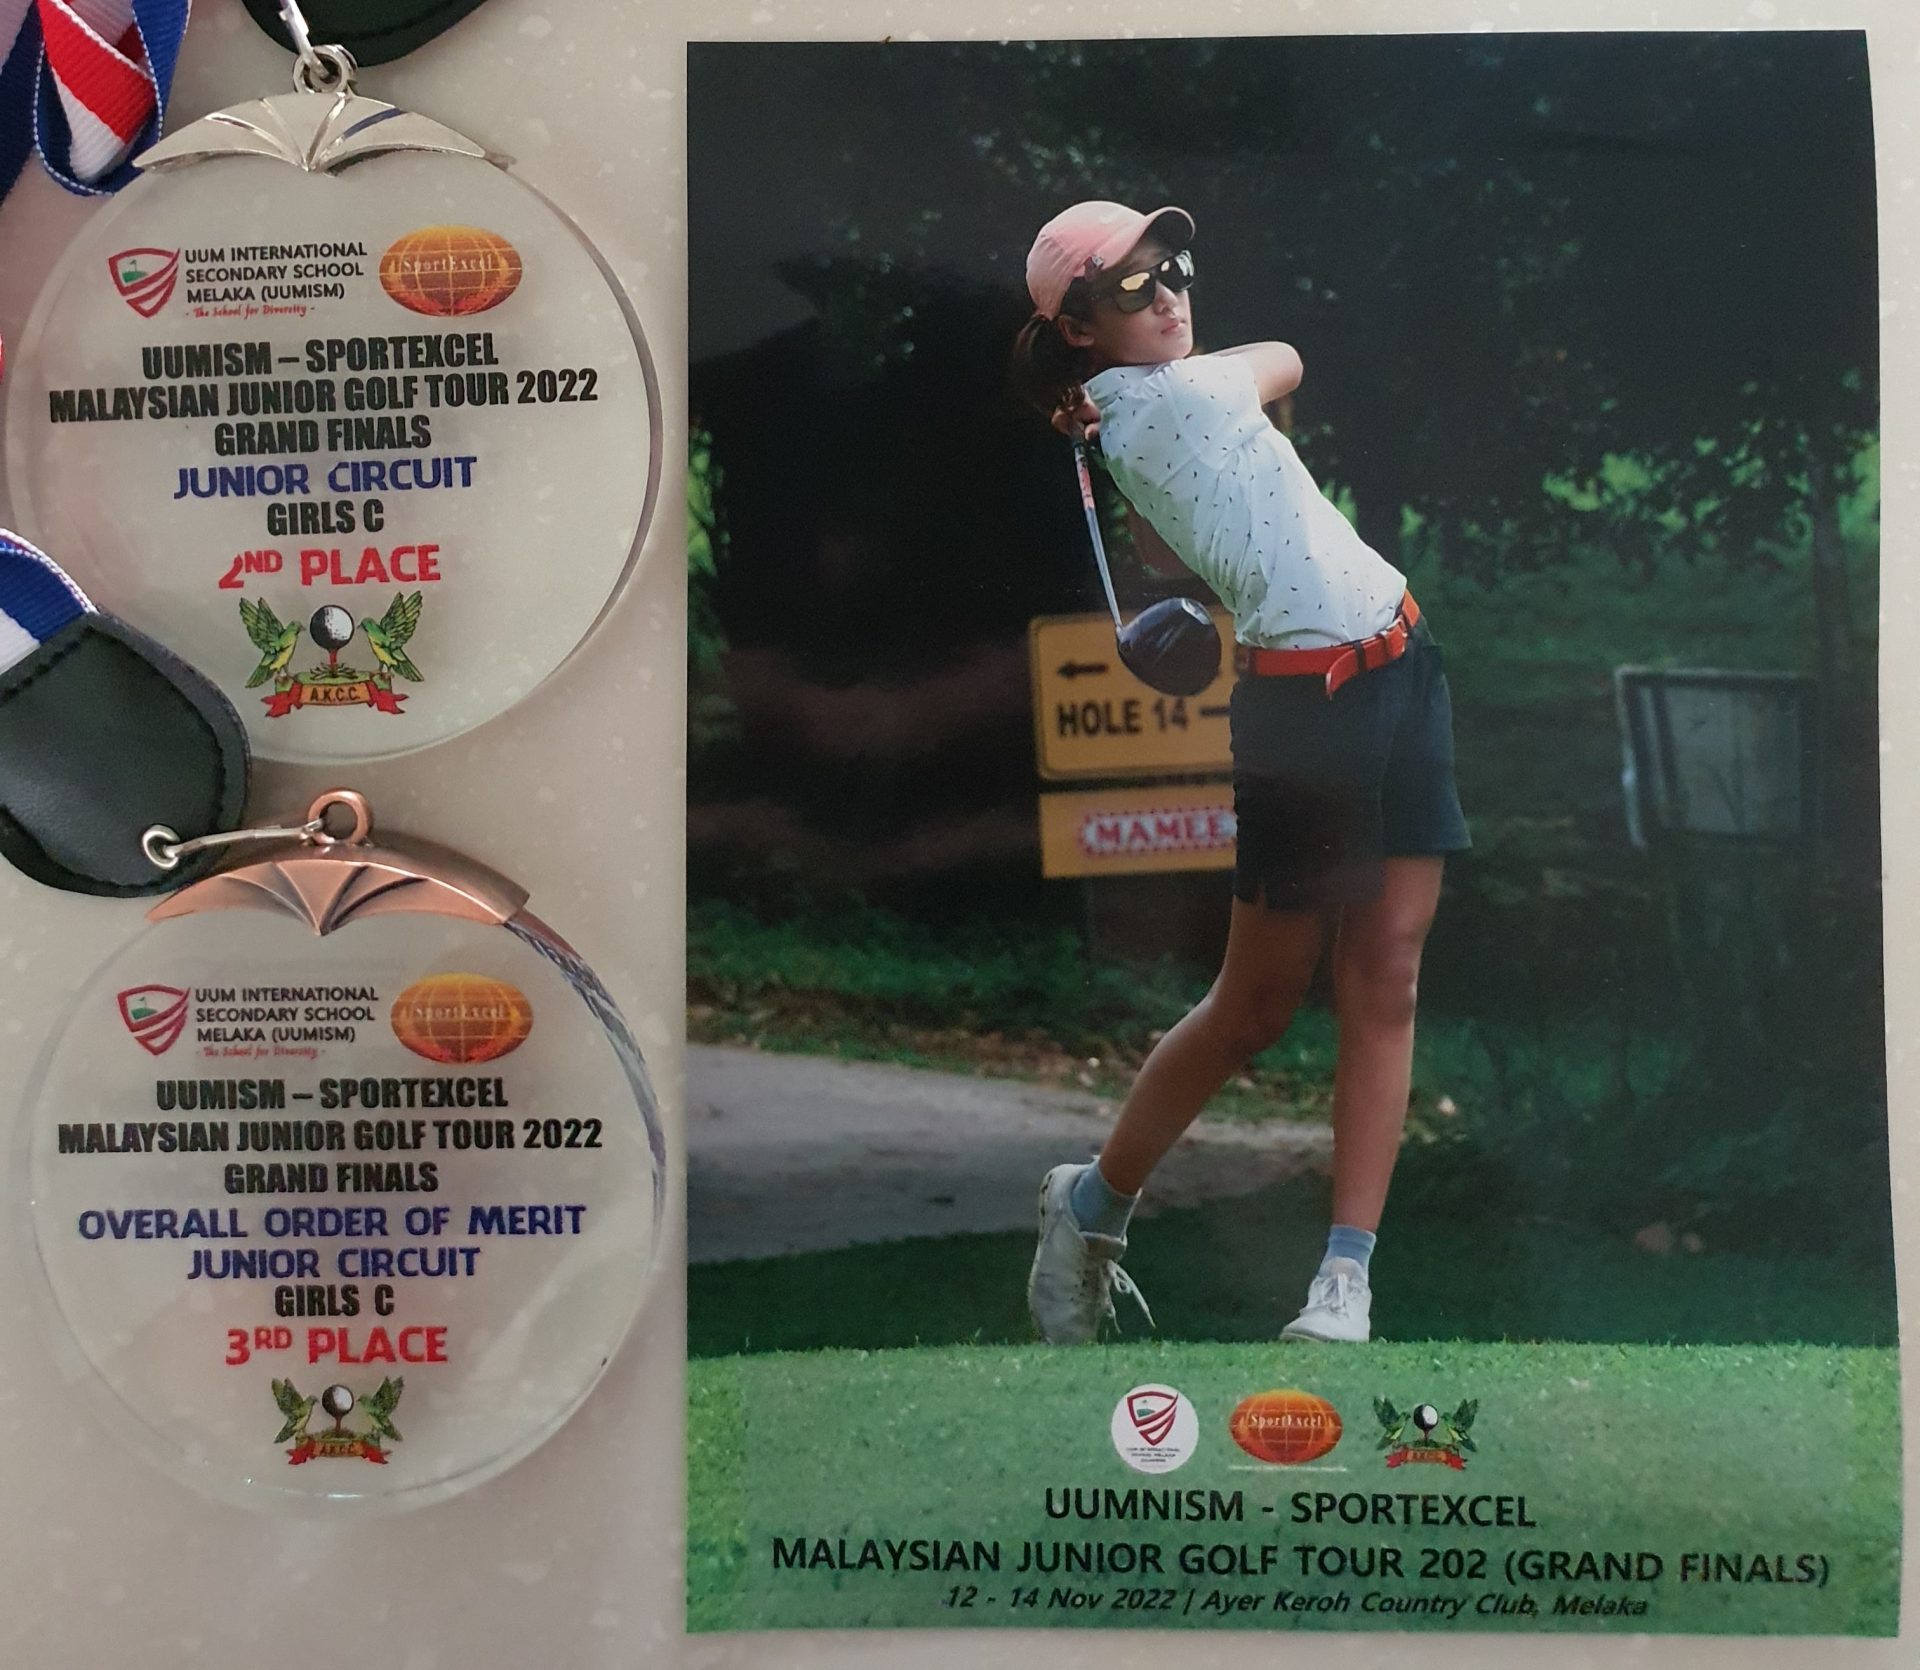 UUM INTERNATIONAL
SECONDARY SCHOOL
MELAKA (UUMISM)
- The School for Diversity -
SportExcel
UUMISM – SPORTEXCEL
MALAYSIAN JUNIOR GOLF TOUR 2022
GRAND FINALS
JUNIOR CIRCUIT
GIRLS C
2ND PLACE
A.K.C.C.
UUM INTERNATIONAL
SECONDARY SCHOOL
MELAKA (UUMISM)
- The School for Diversity -
SportExcel
UUMISM – SPORTEXCEL
MALAYSIAN JUNIOR GOLF TOUR 2022
GRAND FINALS
OVERALL ORDER OF MERIT
JUNIOR CIRCUIT
GIRLS C
3RD PLACE
A.K.C.C.
HOLE 14
MAMEE
SportExcel
A.K.C.C.
UUMNISM - SPORTEXCEL
MALAYSIAN JUNIOR GOLF TOUR 202 (GRAND FINALS)
12 - 14 Nov 2022 | Ayer Keroh Country Club, Melaka